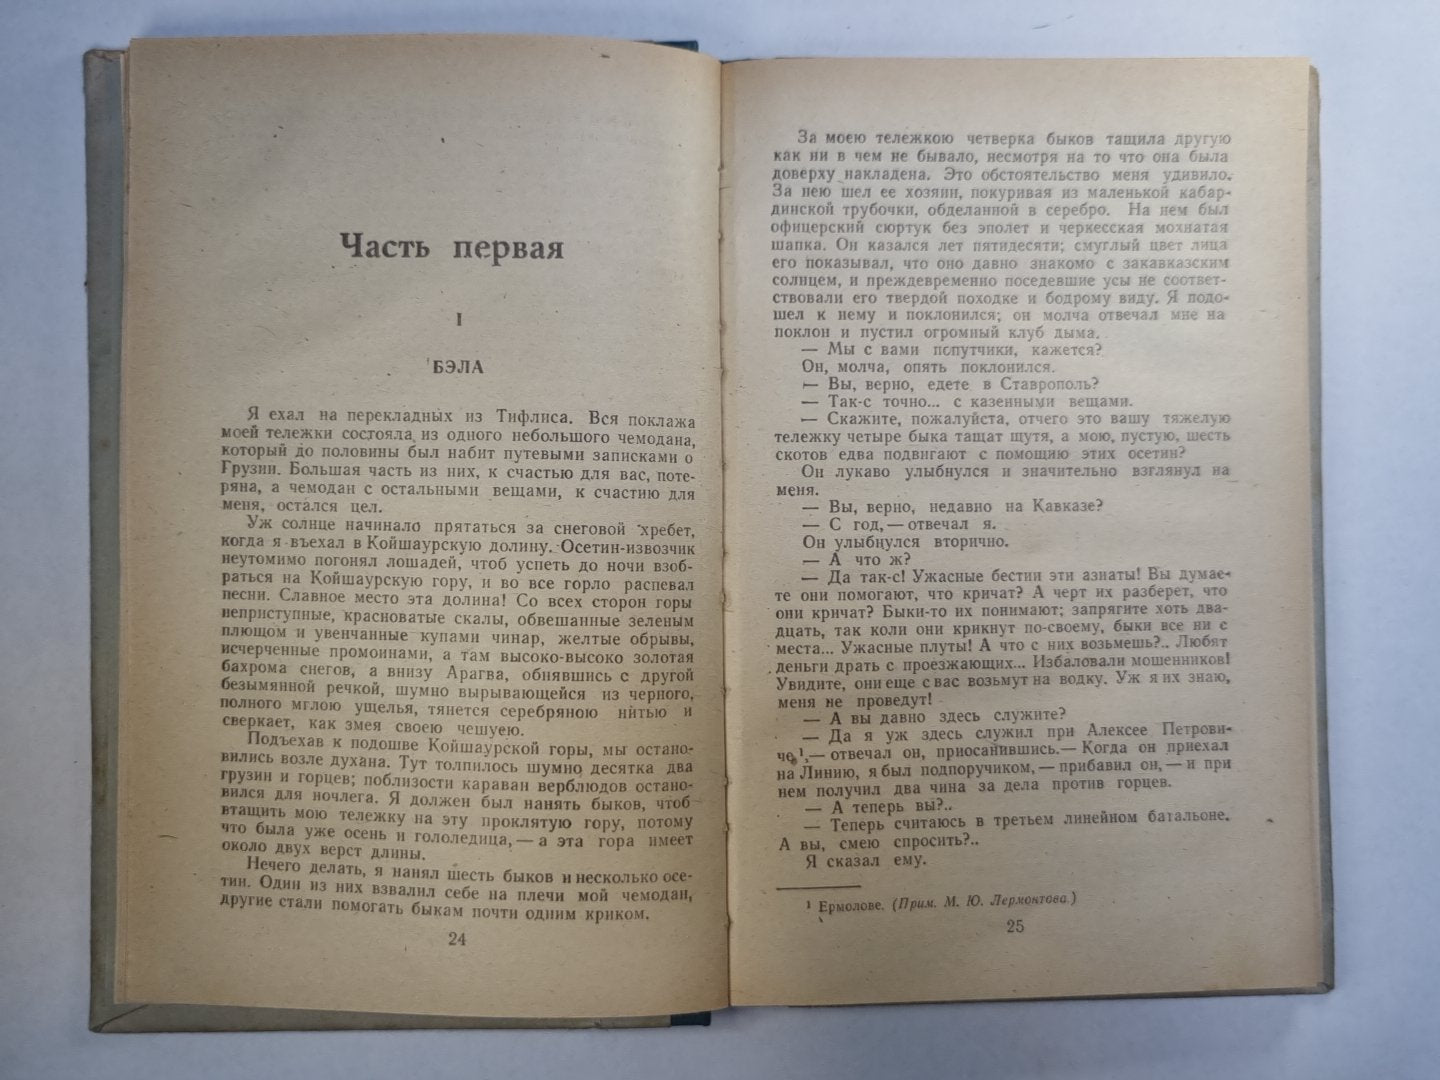 Часть первая
I
БЭЛА
Я ехал на перекладных из Тифлиса. Вся поклажа
моей тележки состояла из одного небольшого чемодана,
который до половины был набит путевыми записками о
Грузии. Большая часть из них, к счастью для вас, поте-
ряна, а чемодан с остальными вещами, к счастию для
меня, остался цел.
Уж солнце начинало прятаться за снеговой хребет,
когда я въехал в Койшаурскую долину. Осетин-извозчик
неутомимо погонял лошадей, чтоб успеть до ночи взоб-
раться на Койшаурскую гору, и во все горло распевал
песни. Славное место эта долина! Со всех сторон горы
неприступные, красноватые скалы, обвешанные зеленым
плющом и увенчанные купами чинар, желтые обрывы,
исчерченные промоинами, а там высоко-высоко золотая
бахрома снегов, а внизу Арагва, обнявшись с другой
безымянной речкой, шумно вырывающейся из черного,
полного мглою ущелья, тянется серебряною нитью и
сверкает, как змея своею чешуею.
Подъехав к подошве Койшаурской горы, мы остано-
вились возле духана. Тут толпилось шумно десятка два
грузин и горцев; поблизости караван верблюдов остано-
вился для ночлега. Я должен был нанять быков, чтоб
втащить мою тележку на эту проклятую гору, потому
что была уже осень и гололедица, — а эта гора имеет
около двух верст длины.
Нечего делать, я нанял шесть быков и несколько осе-
тин. Один из них взвалил себе на плечи мой чемодан,
другие стали помогать быкам почти одним криком.
24
За моею тележкою четверка быков тащила другую
как ни в чем не бывало, несмотря на то что она была
доверху накладена. Это обстоятельство меня удивило.
За нею шел ее хозяин, покуривая из маленькой кабар-
динской трубочки, обделанной в серебро. На нем был
офицерский сюртук без эполет и черкесская мохнатая
шапка. Он казался лет пятидесяти; смуглый цвет лица
его показывал, что оно давно знакомо с закавказским
солнцем, и преждевременно поседевшие усы не соответ-
ствовали его твердой походке и бодрому виду. Я подо-
шел к нему и поклонился; он молча отвечал мне на
поклон и пустил огромный клуб дыма.
— Мы с вами попутчики, кажется?
Он, молча, опять поклонился.
— Вы, верно, едете в Ставрополь?
— Так-с точно... с казенными вещами.
— Скажите, пожалуйста, отчего это вашу тяжелую
тележку четыре быка тащат шутя, а мою, пустую, шесть
скотов едва подвигают с помощию этих осетин?
Он лукаво улыбнулся и значительно взглянул на
меня.
— Вы, верно, недавно на Кавказе?
— С год, — отвечал я.
Он улыбнулся вторично.
— А что ж?
— Да так-с! Ужасные бестии эти азиаты! Вы думае-
те они помогают, что кричат? А черт их разберет, что
они кричат? Быки-то их понимают; запрягите хоть два-
дцать, так коли они крикнут по-своему, быки все ни с
места... Ужасные плуты! А что с них возьмешь?.. Любят
деньги драть с проезжающих... Избаловали мошенников!
Увидите, они еще с вас возьмут на водку. Уж я их знаю,
меня не проведут!
— А вы давно здесь служите?
— Да я уж здесь служил при Алексее Петрови-
че¹,— отвечал он, приосанившись.— Когда он приехал
на Линию, я был подпоручиком, — прибавил он, — и при
нем получил два чина за дела против горцев.
— А теперь вы?..
— Теперь считаюсь в третьем линейном батальоне.
А вы, смею спросить?..
Я сказал ему.
¹ Ермолове. (Прим. М. Ю. Лермонтова.)
25